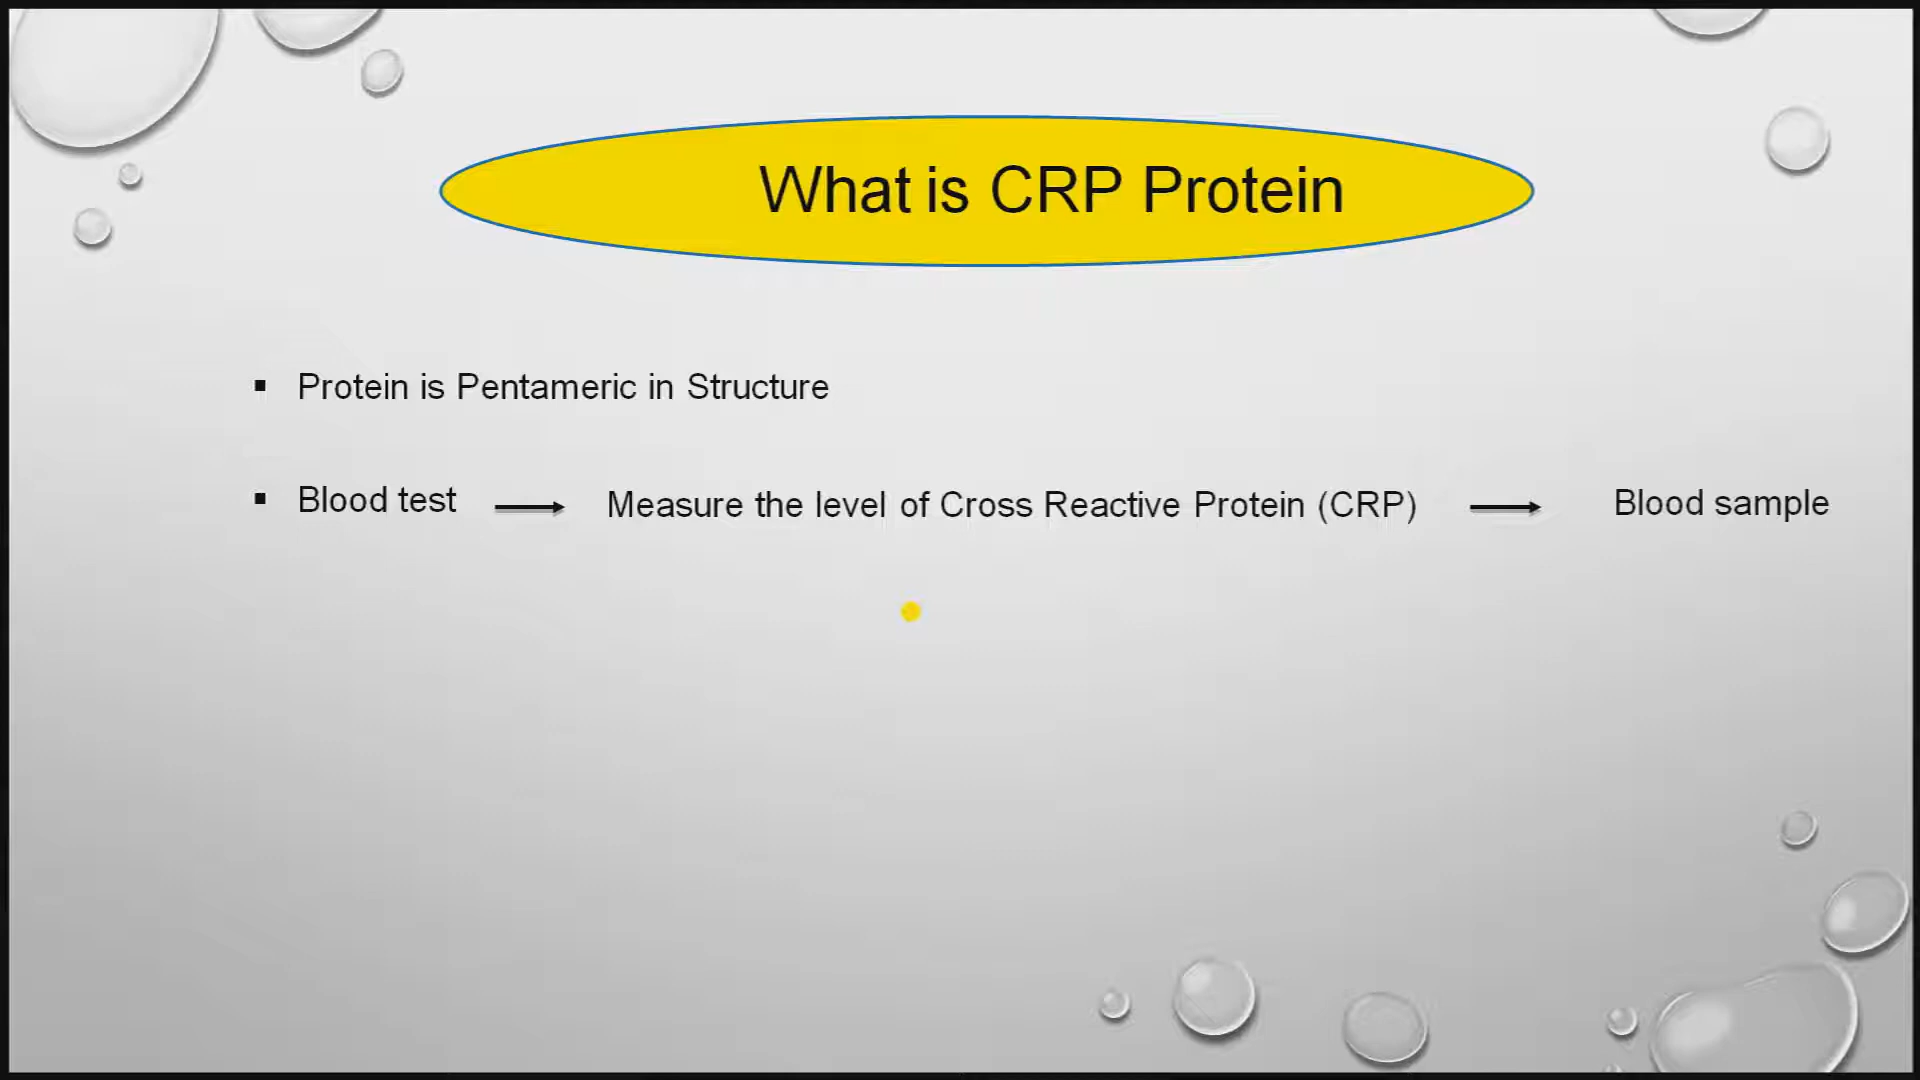 What is CRP Protein
Protein is Pentameric in Structure
Blood test → Measure the level of Cross Reactive Protein (CRP) → Blood sample